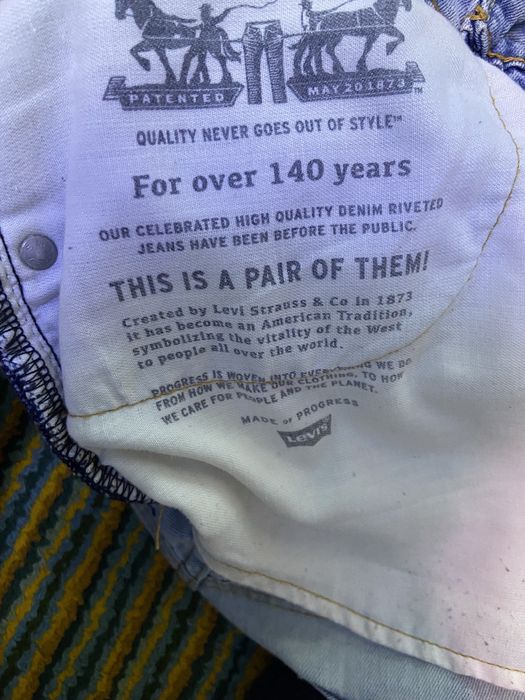 PATENTED MAY 20 1873 ™
QUALITY NEVER GOES OUT OF STYLE™
For over 140 years
OUR CELEBRATED HIGH QUALITY DENIM RIVETED
JEANS HAVE BEEN BEFORE THE PUBLIC.
THIS IS A PAIR OF THEM!
Created by Levi Strauss & Co in 1873
it has become an American Tradition,
symbolizing the vitality of the West
to people all over the world.
PROGRESS IS WOVEN INTO EVERYTHING WE DO
FROM HOW WE MAKE OUR CLOTHING, TO HOW
WE CARE FOR PEOPLE AND THE PLANET.
MADE OF PROGRESS
Levi's